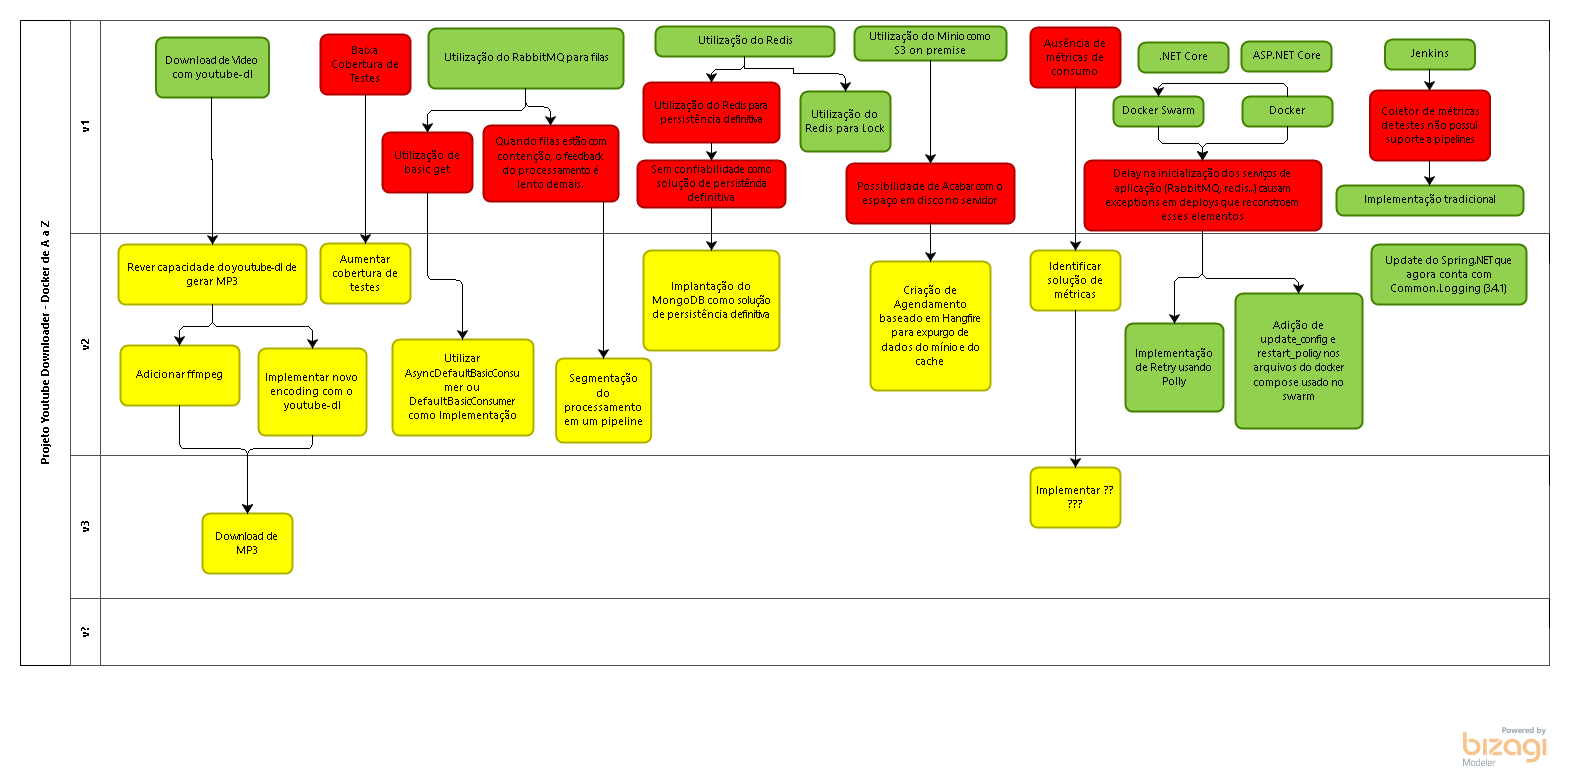 Projeto Youtube Downloader - Docker de A a Z
v1
Download de Vídeo
com youtube-dl
Baixa
Cobertura de
Testes
Utilização do RabbitMQ para filas
Utilização do Redis
Utilização do Minio como
S3 on premise
Ausência de
métricas de
consumo
.NET Core
ASP.NET Core
Jenkins
Utilização de
basic get
Quando filas estão com
contenção, o feedback
do processamento é
lento demais.
Utilização do Redis para
persistência definitiva
Utilização do
Redis para Lock
Sem confiabilidade como
solução de persistência
definitiva
Possibilidade de Acabar com o
espaço em disco no servidor
Docker Swarm
Docker
Delay na inicialização dos serviços de
aplicação (RabbitMQ, redis..) causam
exceptions em deploys que reconstroem
esses elementos
Coletor de métricas
de testes não possui
suporte a pipelines
Implementação tradicional
v2
Rever capacidade do youtube-dl de
gerar MP3
Aumentar
cobertura de
testes
Adicionar ffmpeg
Implementar novo
encoding com o
youtube-dl
Utilizar
AsyncDefaultBasicConsu
mer ou
DefaultBasicConsumer
como Implementação
Segmentação
do
processamento
em um pipeline
Implantação do
MongoDB como solução
de persistência definitiva
Criação de
Agendamento
baseado em Hangfire
para expurgo de
dados do mínio e do
cache
Identificar
solução de
métricas
Implementação
de Retry usando
Polly
Adição de
update_config e
restart_policy nos
arquivos do docker
compose usado no
swarm
Update do Spring.NET que
agora conta com
Common.Logging (3.4.1)
v3
Download de
MP3
Implementar ??
???
v?
Powered by
bizagi
Modeler